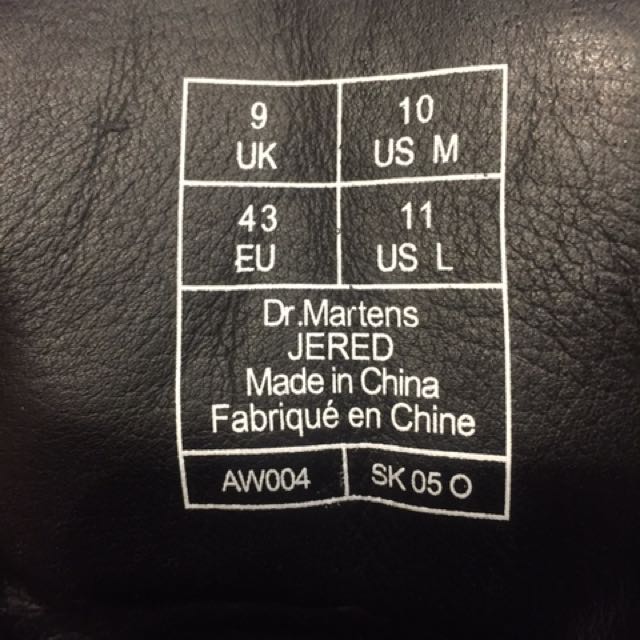 9
UK
10
US M
43
EU
11
US L
Dr.Martens
JERED
Made in China
Fabriqué en Chine
AW004
SK 05 O